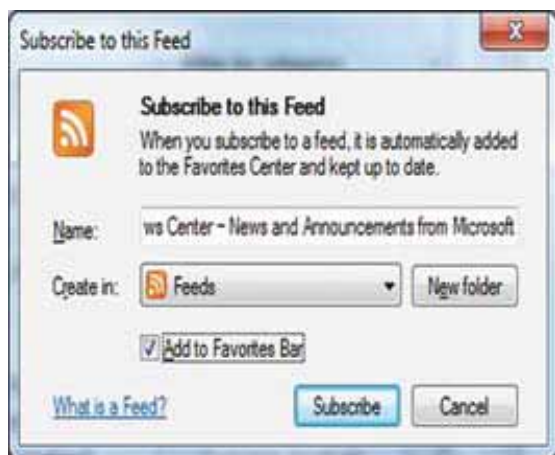 Subscribe to this Feed
X
Subscribe to this Feed
When you subscribe to a feed, it is automatically added
to the Favorites Center and kept up to date.
Name: ws Center – News and Announcements from Microsoft
Create in: Feeds New folder
Add to Favorites Bar
What is a Feed? Subscribe Cancel